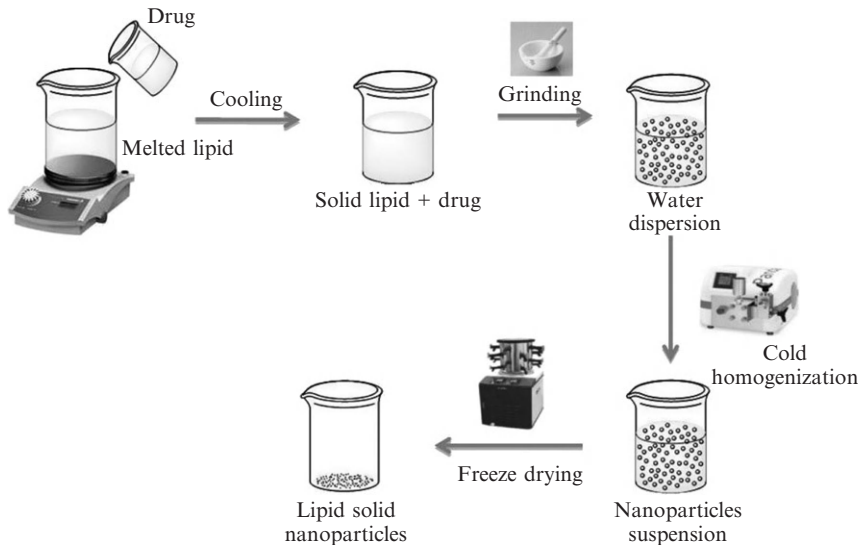 Drug
Melted lipid
Cooling
Solid lipid + drug
Grinding
Water
dispersion
Cold
homogenization
Nanoparticles
suspension
Freeze drying
Lipid solid
nanoparticles